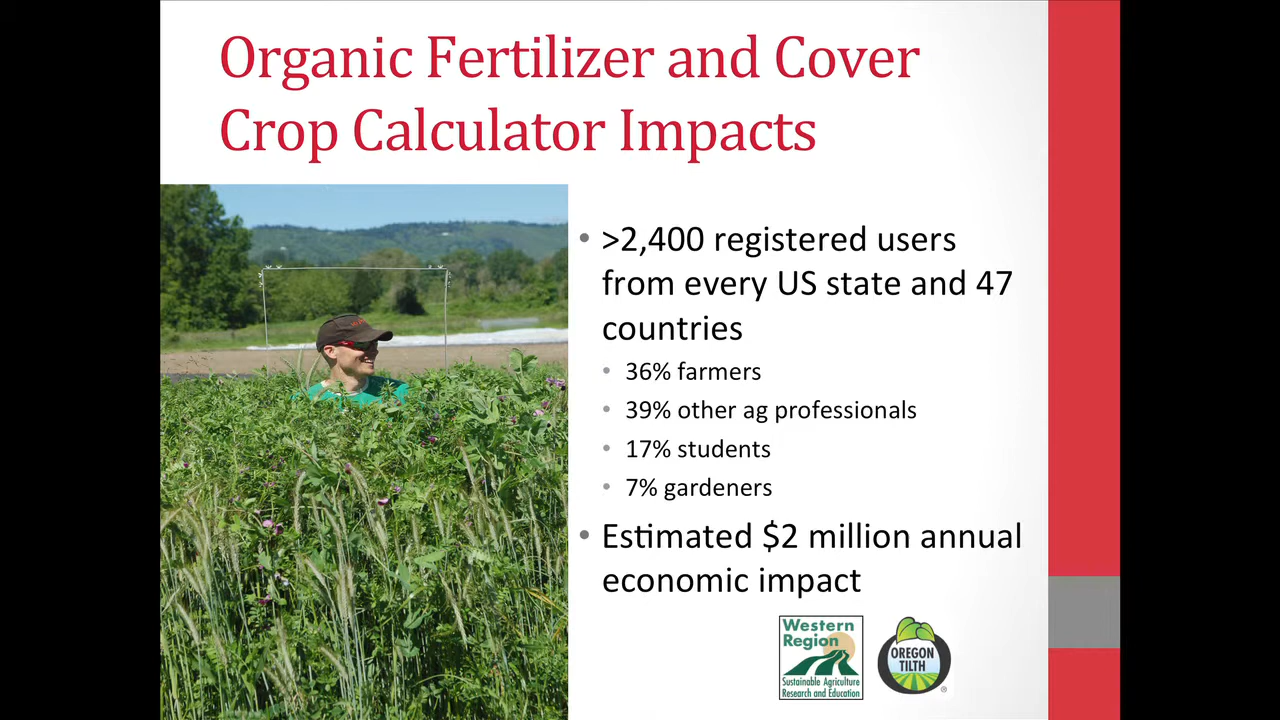 Organic Fertilizer and Cover
Crop Calculator Impacts
• >2,400 registered users
from every US state and 47
countries
• 36% farmers
• 39% other ag professionals
• 17% students
• 7% gardeners
• Estimated $2 million annual
economic impact
Western
Region
Sustainable Agriculture
Research and Education
OREGON
TILTH
®